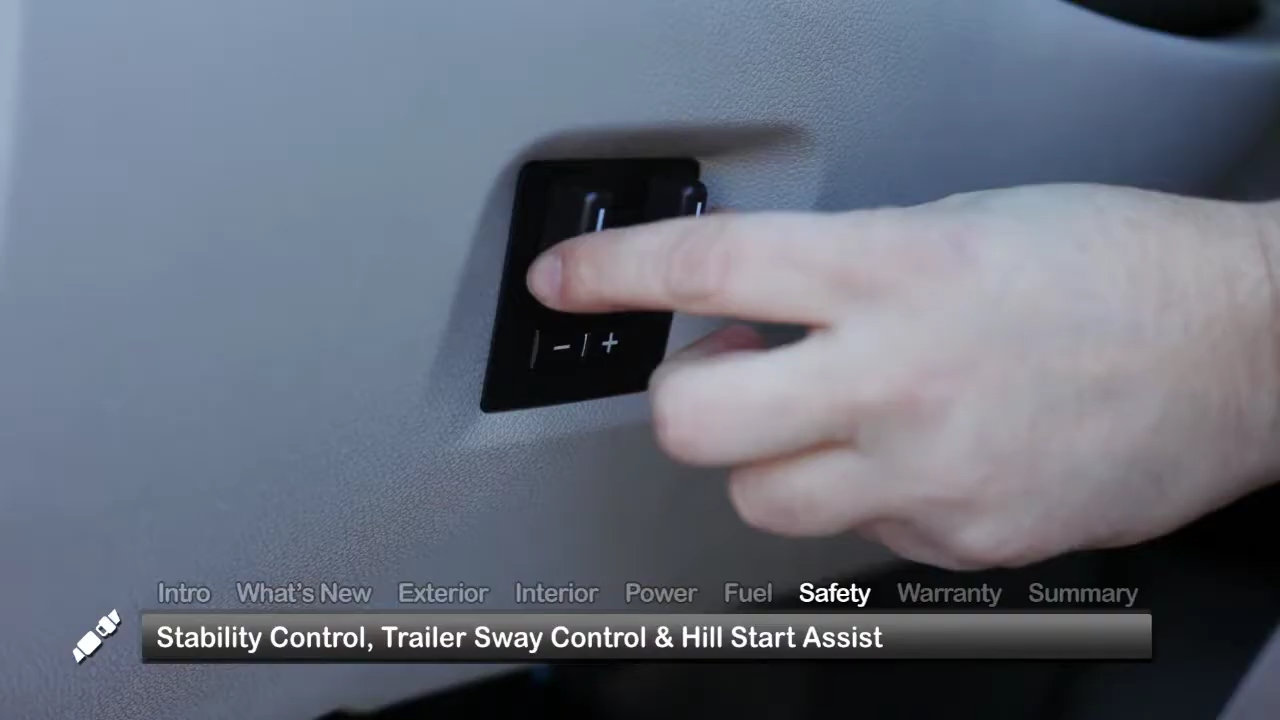 - +
Intro What's New Exterior Interior Power Fuel Safety Warranty Summary
Stability Control, Trailer Sway Control & Hill Start Assist